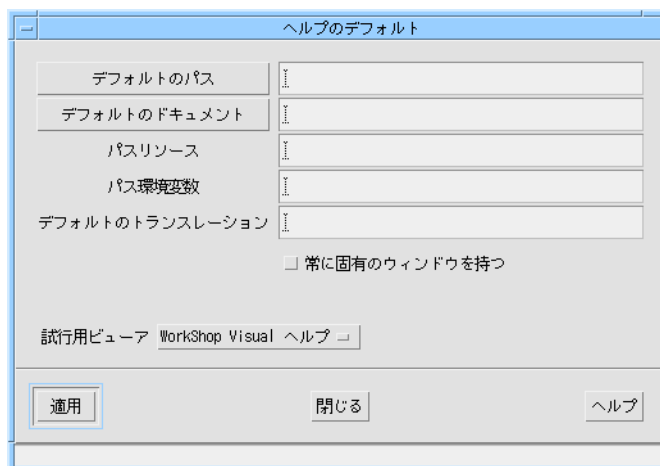 ヘルプのデフォルト
デフォルトのパス
デフォルトのドキュメント
パスリソース
パス環境変数
デフォルトのトランスレーション
常に固有のウィンドウを持つ
試行用ビューア WorkShop Visual ヘルプ
適用 閉じる ヘルプ